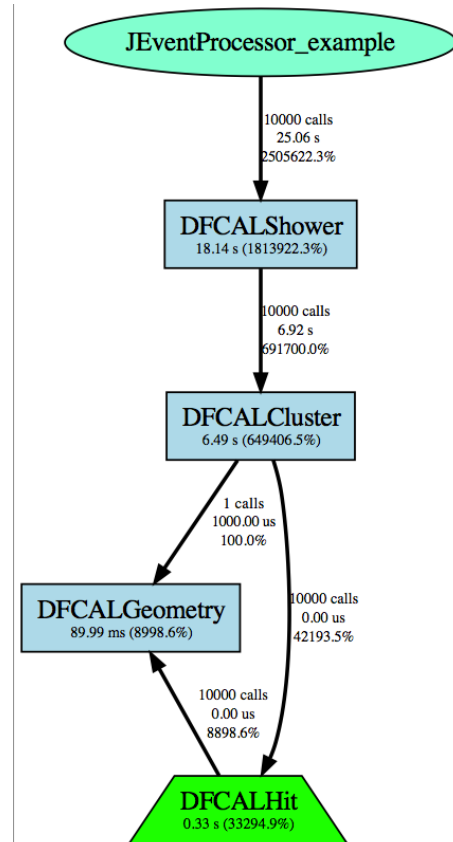 JEventProcessor_example
10000 calls
25.06 s
2505622.3%
DFCALShower
18.14 s (1813922.3%)
10000 calls
6.92 s
691700.0%
DFCALCluster
6.49 s (649406.5%)
1 calls
1000.00 us
100.0%
10000 calls
0.00 us
42193.5%
DFCALGeometry
89.99 ms (8998.6%)
10000 calls
0.00 us
8898.6%
DFCALHit
0.33 s (33294.9%)